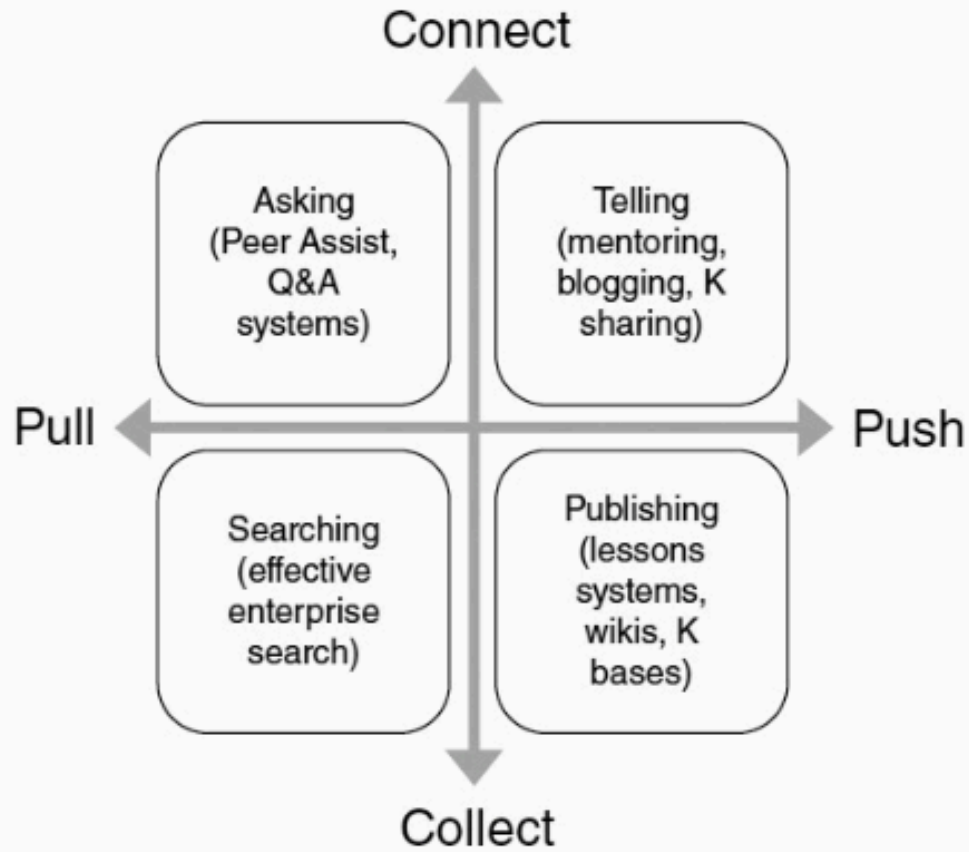 Connect
Asking
(Peer Assist,
Q&A
systems)
Telling
(mentoring,
blogging, K
sharing)
Pull
Push
Searching
(effective
enterprise
search)
Publishing
(lessons
systems,
wikis, K
bases)
Collect